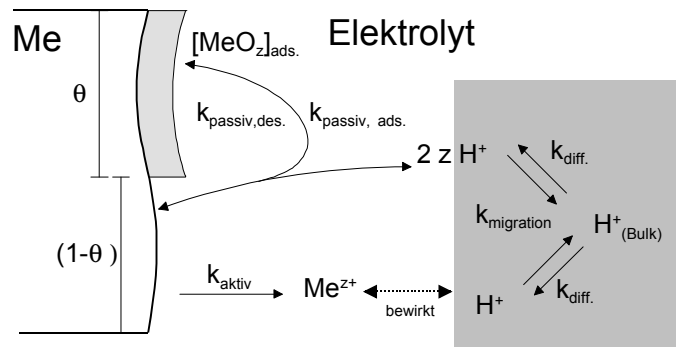 Me
Elektrolyt
[MeO_z]_ads.
θ
k_passiv,des.
k_passiv, ads.
2 z H⁺
k_diff.
k_migration
H⁺_(Bulk)
(1-θ )
k_aktiv
Me^z+
bewirkt
H⁺
k_diff.